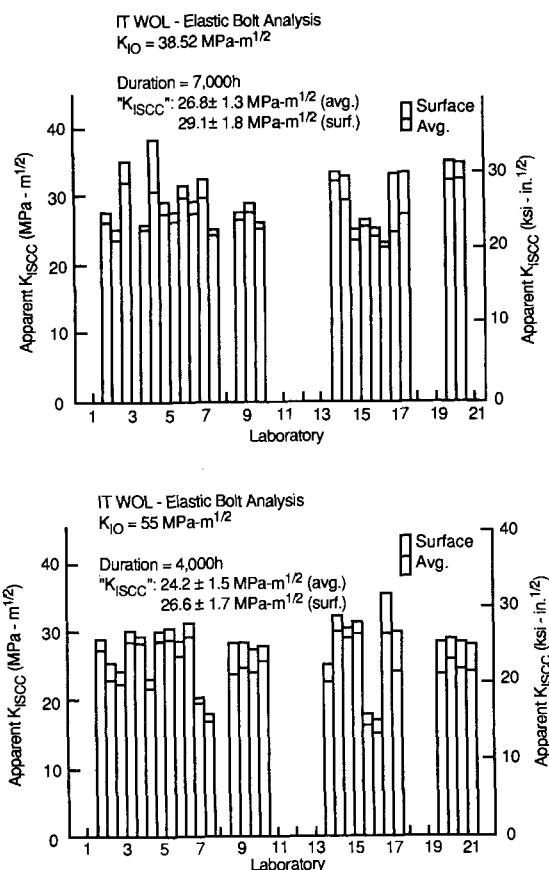 IT WOL - Elastic Bolt Analysis
K_IO = 38.52 MPa-m^1/2
Duration = 7,000h
"K_ISCC": 26.8± 1.3 MPa-m^1/2 (avg.)
29.1± 1.8 MPa-m^1/2 (surf.)
Surface
Avg.
Apparent K_ISCC (MPa - m^1/2)
40
30
20
10
0
Apparent K_ISCC (ksi - in.^1/2)
30
20
10
0
1 3 5 7 9 11 13 15 17 19 21
Laboratory
IT WOL - Elastic Bolt Analysis
K_IO = 55 MPa-m^1/2
Duration = 4,000h
"K_ISCC": 24.2 ± 1.5 MPa-m^1/2 (avg.)
26.6 ± 1.7 MPa-m^1/2 (surf.)
Surface
Avg.
Apparent K_ISCC (MPa - m^1/2)
40
30
20
10
0
Apparent K_ISCC (ksi - in.^1/2)
40
30
20
10
0
1 3 5 7 9 11 13 15 17 19 21
Laboratory